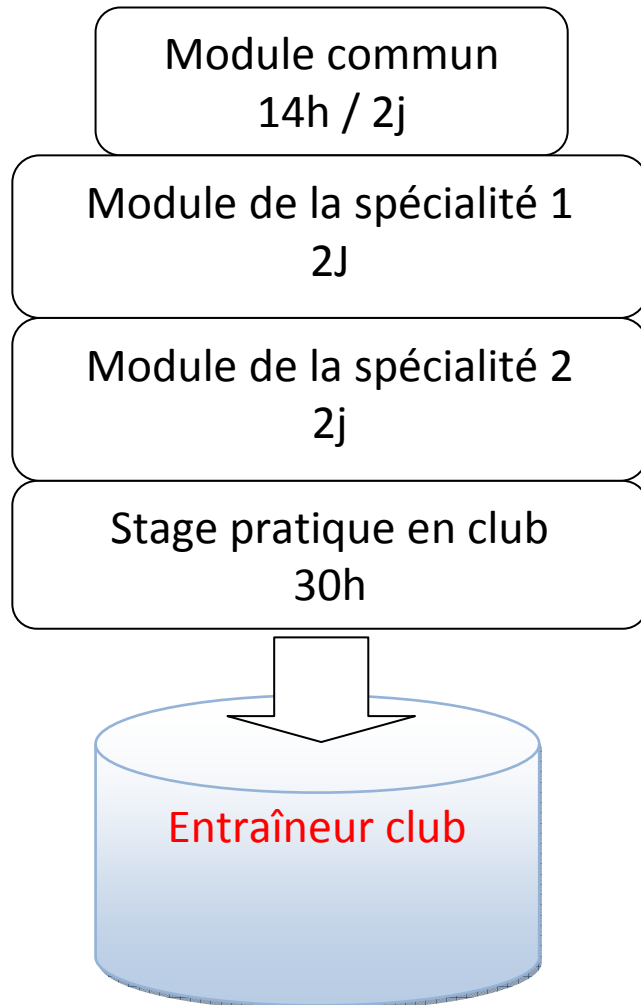 Module commun
14h / 2j
Module de la spécialité 1
2J
Module de la spécialité 2
2j
Stage pratique en club
30h
Entraîneur club